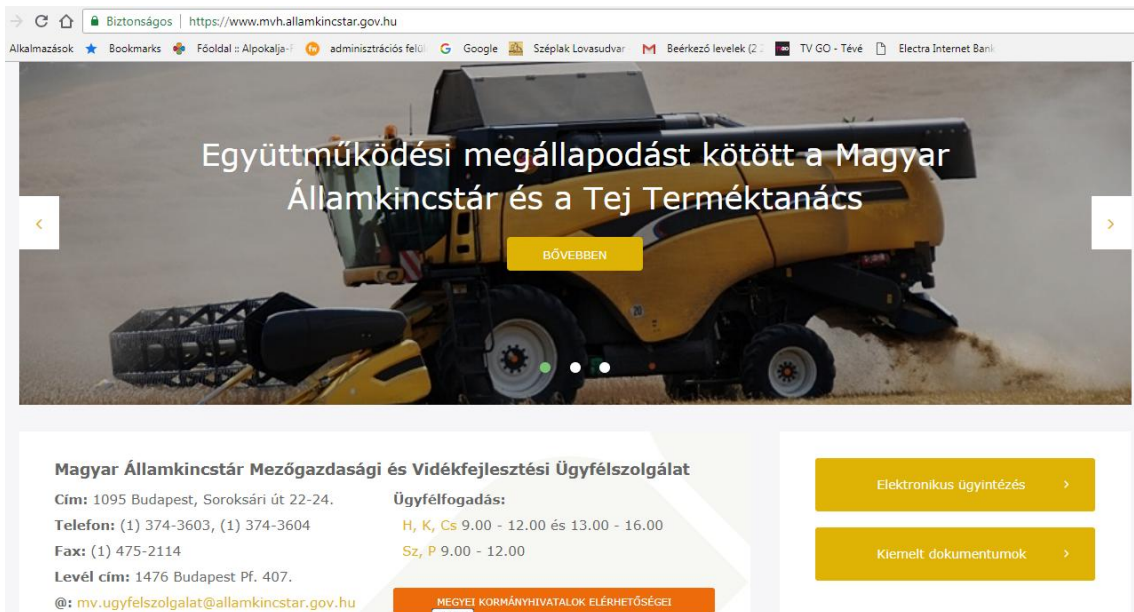 Biztonságos | https://www.mvh.allamkincstar.gov.hu
Alkalmazások Bookmarks Főoldal :: Alpokalja-F adminisztrációs felü Google Széplak Lovasudvar Beérkező levelek (2 TV GO - Tévé Electra Internet Bank
Együttműködési megállapodást kötött a Magyar
Államkincstár és a Tej Terméktanács
BŐVEBBEN
Magyar Államkincstár Mezőgazdasági és Vidékfejlesztési Ügyfélszolgálat
Cím: 1095 Budapest, Soroksári út 22-24.
Telefon: (1) 374-3603, (1) 374-3604
Fax: (1) 475-2114
Levél cím: 1476 Budapest Pf. 407.
@: mv.ugyfelszolgalat@allamkincstar.gov.hu
Ügyfélfogadás:
H, K, Cs 9.00 - 12.00 és 13.00 - 16.00
Sz, P 9.00 - 12.00
MEGYEI KORMÁNYHIVATALOK ELÉRHETŐSÉGEI
Elektronikus ügyintézés
Kiemelt dokumentumok